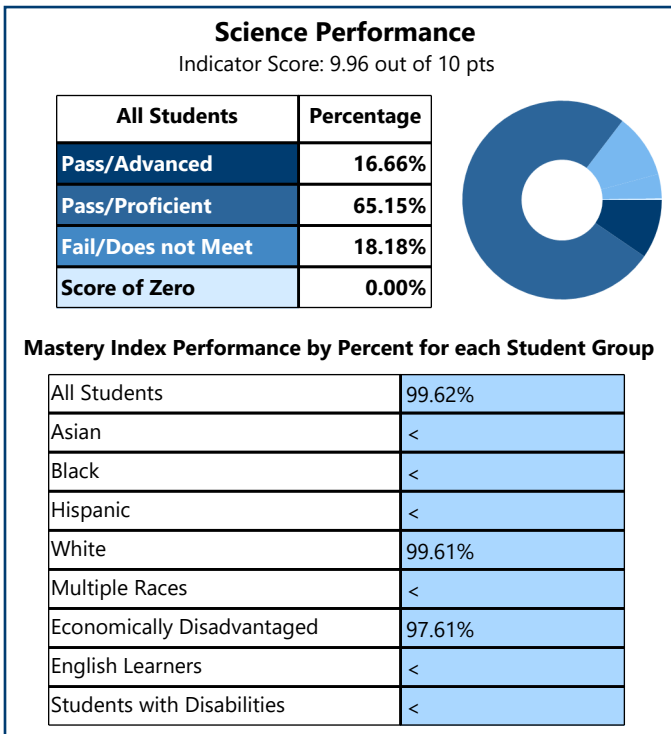 Science Performance
Indicator Score: 9.96 out of 10 pts
All Students Percentage
Pass/Advanced 16.66%
Pass/Proficient 65.15%
Fail/Does not Meet 18.18%
Score of Zero 0.00%
Mastery Index Performance by Percent for each Student Group
All Students 99.62%
Asian <
Black <
Hispanic <
White 99.61%
Multiple Races <
Economically Disadvantaged 97.61%
English Learners <
Students with Disabilities <